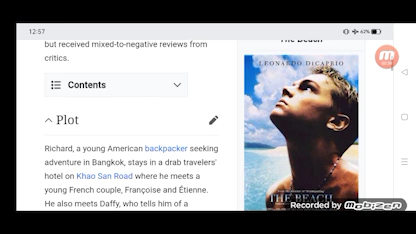 12:57
62%
but received mixed-to-negative reviews from
critics.
The Beach
Contents
Plot
Richard, a young American backpacker seeking
adventure in Bangkok, stays in a drab travelers'
hotel on Khao San Road where he meets a
young French couple, Françoise and Étienne.
He also meets Daffy, who tells him of a
LEONARDO DICAPRIO
THE BEACH
Recorded by mobizen